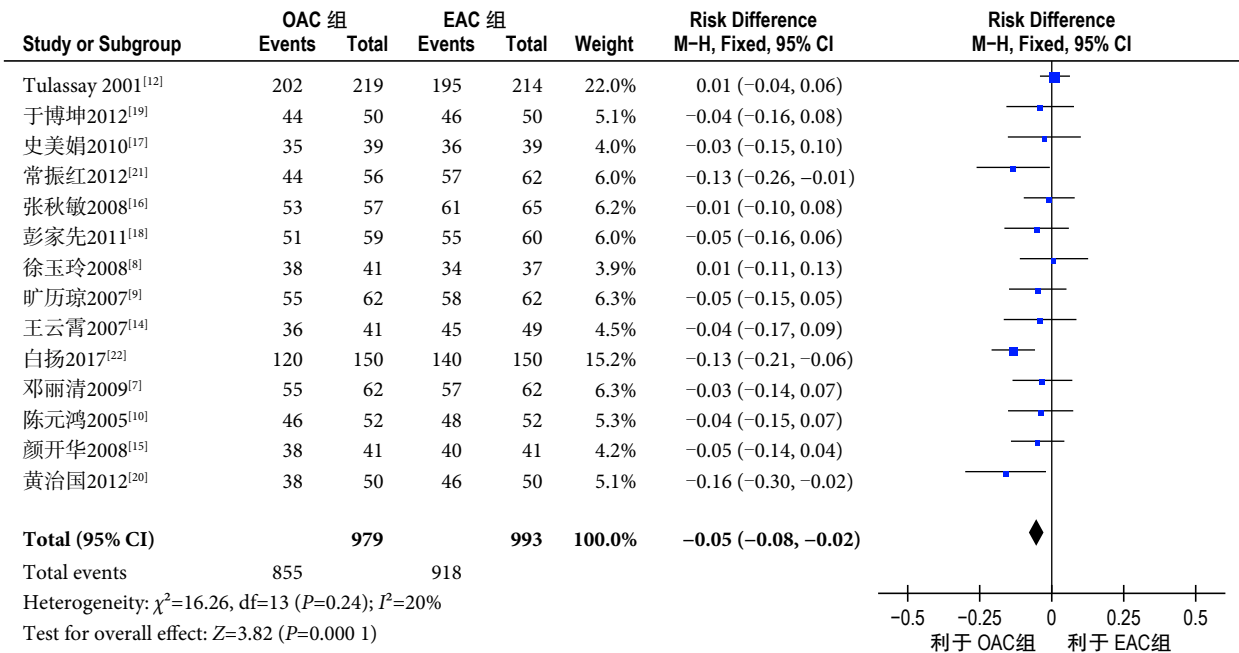 OAC 组 EAC 组 Risk Difference Risk Difference
Study or Subgroup Events Total Events Total Weight M−H, Fixed, 95% CI M−H, Fixed, 95% CI
Tulassay 2001[12] 202 219 195 214 22.0% 0.01 (−0.04, 0.06)
于博坤2012[19] 44 50 46 50 5.1% −0.04 (−0.16, 0.08)
史美娟2010[17] 35 39 36 39 4.0% −0.03 (−0.15, 0.10)
常振红2012[21] 44 56 57 62 6.0% −0.13 (−0.26, −0.01)
张秋敏2008[16] 53 57 61 65 6.2% −0.01 (−0.10, 0.08)
彭家先2011[18] 51 59 55 60 6.0% −0.05 (−0.16, 0.06)
徐玉玲2008[8] 38 41 34 37 3.9% 0.01 (−0.11, 0.13)
旷历琼2007[9] 55 62 58 62 6.3% −0.05 (−0.15, 0.05)
王云霄2007[14] 36 41 45 49 4.5% −0.04 (−0.17, 0.09)
白扬2017[22] 120 150 140 150 15.2% −0.13 (−0.21, −0.06)
邓丽清2009[7] 55 62 57 62 6.3% −0.03 (−0.14, 0.07)
陈元鸿2005[10] 46 52 48 52 5.3% −0.04 (−0.15, 0.07)
颜开华2008[15] 38 41 40 41 4.2% −0.05 (−0.14, 0.04)
黄治国2012[20] 38 50 46 50 5.1% −0.16 (−0.30, −0.02)
Total (95% CI) 979 993 100.0% −0.05 (−0.08, −0.02)
Total events 855 918
Heterogeneity: χ²=16.26, df=13 (P=0.24); I²=20%
Test for overall effect: Z=3.82 (P=0.000 1)
−0.5 −0.25 0 0.25 0.5
利于 OAC组 利于 EAC组